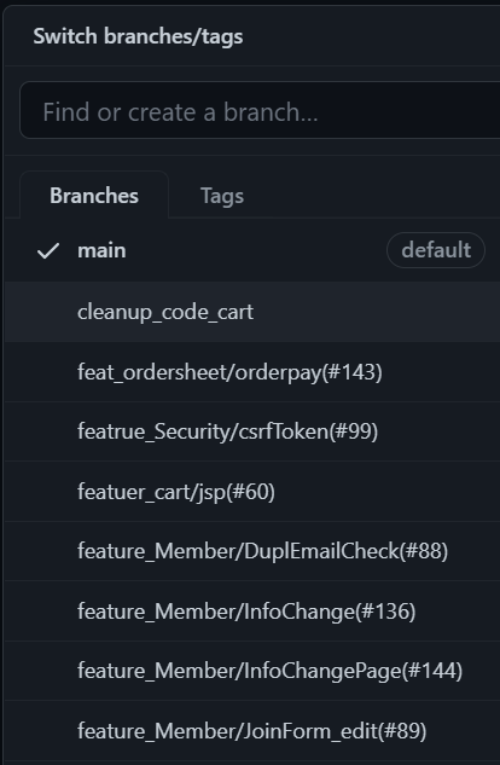 Switch branches/tags
Find or create a branch...
Branches Tags
main default
cleanup_code_cart
feat_ordersheet/orderpay(#143)
featrue_Security/csrfToken(#99)
featuer_cart/jsp(#60)
feature_Member/DuplEmailCheck(#88)
feature_Member/InfoChange(#136)
feature_Member/InfoChangePage(#144)
feature_Member/JoinForm_edit(#89)